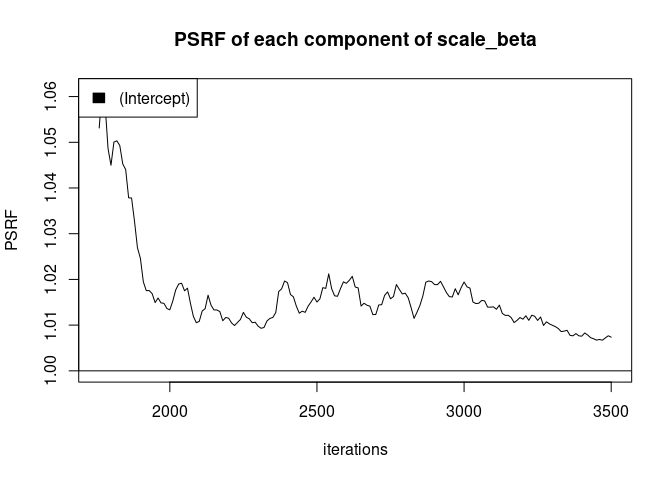 PSRF of each component of scale_beta
(Intercept)
PSRF
1.06
1.05
1.04
1.03
1.02
1.01
1.00
2000 2500 3000 3500
iterations